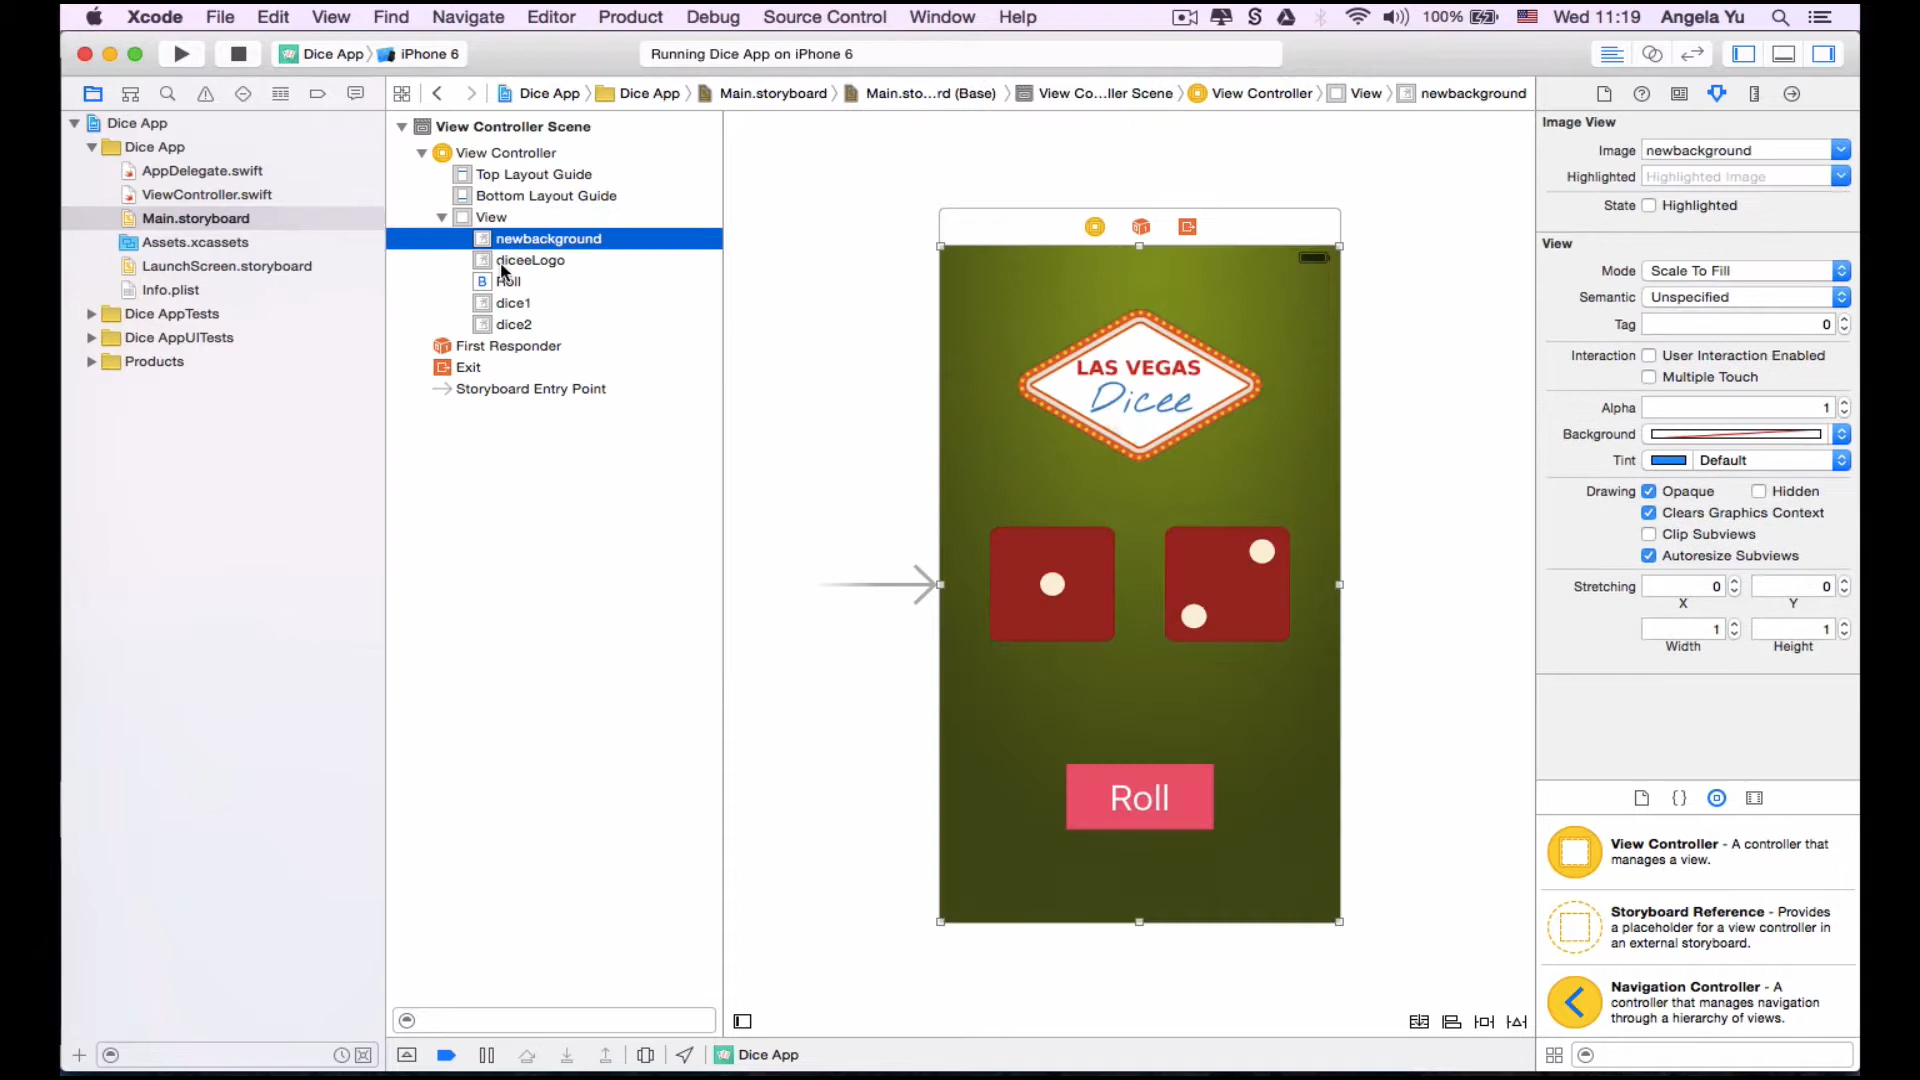 Xcode File Edit View Find Navigate Editor Product Debug Source Control Window Help 100% Wed 11:19 Angela Yu
Dice App iPhone 6 Running Dice App on iPhone 6
Dice App Dice App Main.storyboard Main.sto...rd (Base) View Co...ller Scene View Controller View newbackground
Dice App
Dice App
AppDelegate.swift
ViewController.swift
Main.storyboard
Assets.xcassets
LaunchScreen.storyboard
Info.plist
Dice AppTests
Dice AppUITests
Products
View Controller Scene
View Controller
Top Layout Guide
Bottom Layout Guide
View
newbackground
diceeLogo
B Roll
dice1
dice2
First Responder
Exit
Storyboard Entry Point
LAS VEGAS
Dicee
Roll
Image View
Image newbackground
Highlighted Highlighted Image
State Highlighted
View
Mode Scale To Fill
Semantic Unspecified
Tag 0
Interaction User Interaction Enabled
Multiple Touch
Alpha 1
Background
Tint Default
Drawing Opaque Hidden
Clears Graphics Context
Clip Subviews
Autoresize Subviews
Stretching 0 0
X Y
1 1
Width Height
View Controller - A controller that
manages a view.
Storyboard Reference - Provides
a placeholder for a view controller in
an external storyboard.
Navigation Controller - A
controller that manages navigation
through a hierarchy of views.
Dice App